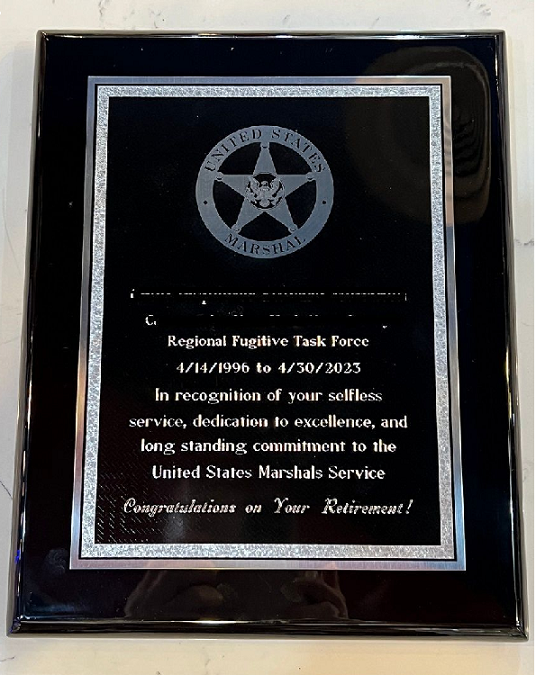 UNITED STATES
MARSHAL
Regional Fugitive Task Force
4/14/1996 to 4/30/2023
In recognition of your selfless
service, dedication to excellence, and
long standing commitment to the
United States Marshals Service
Congratulations on Your Retirement!